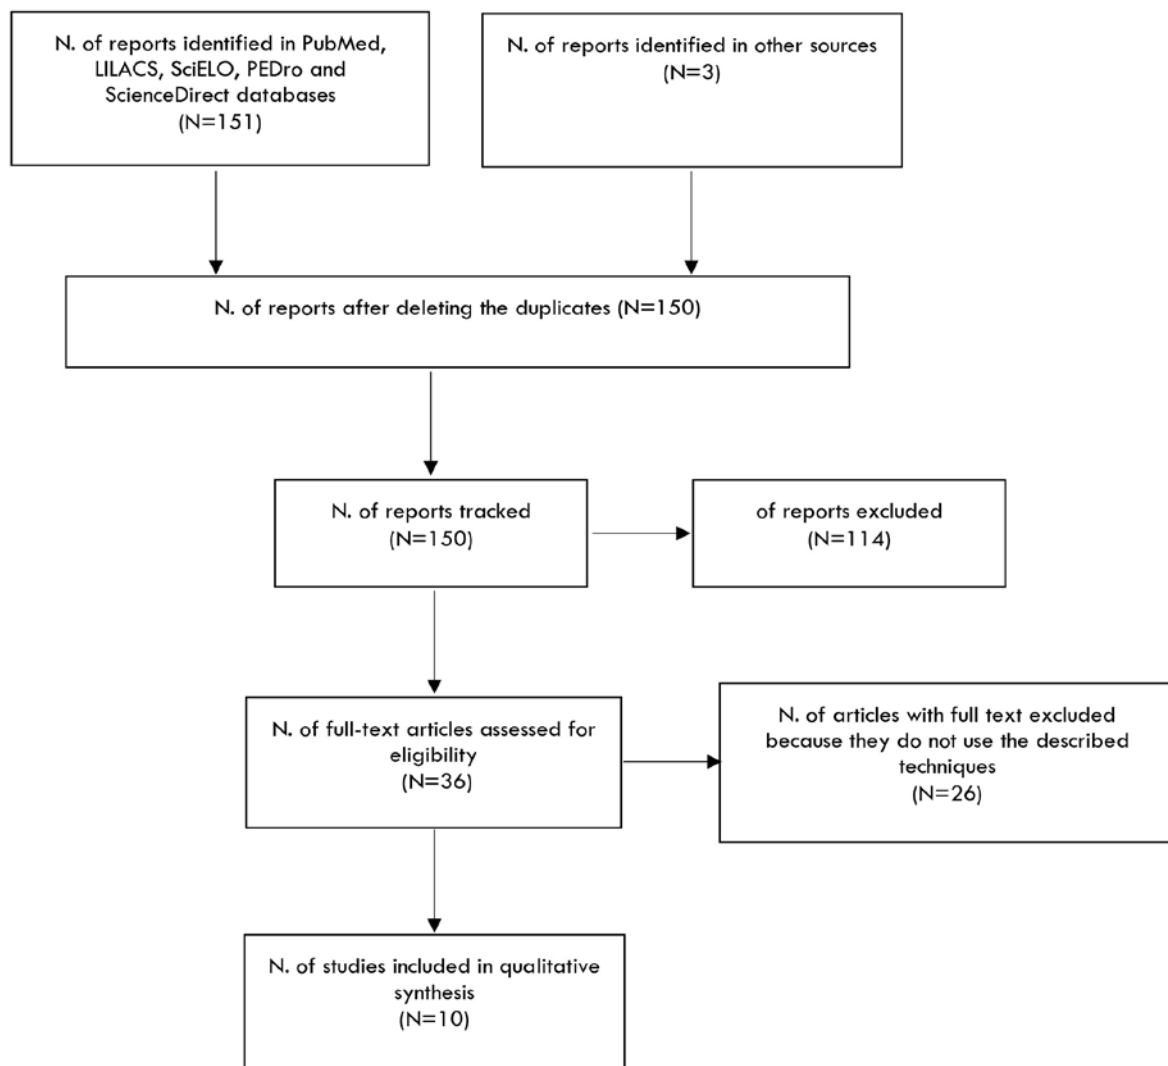 N. of reports identified in PubMed,
LILACS, SciELO, PEDro and
ScienceDirect databases
(N=151)
N. of reports identified in other sources
(N=3)
N. of reports after deleting the duplicates (N=150)
N. of reports tracked
(N=150)
of reports excluded
(N=114)
N. of full-text articles assessed for
eligibility
(N=36)
N. of articles with full text excluded
because they do not use the described
techniques
(N=26)
N. of studies included in qualitative
synthesis
(N=10)